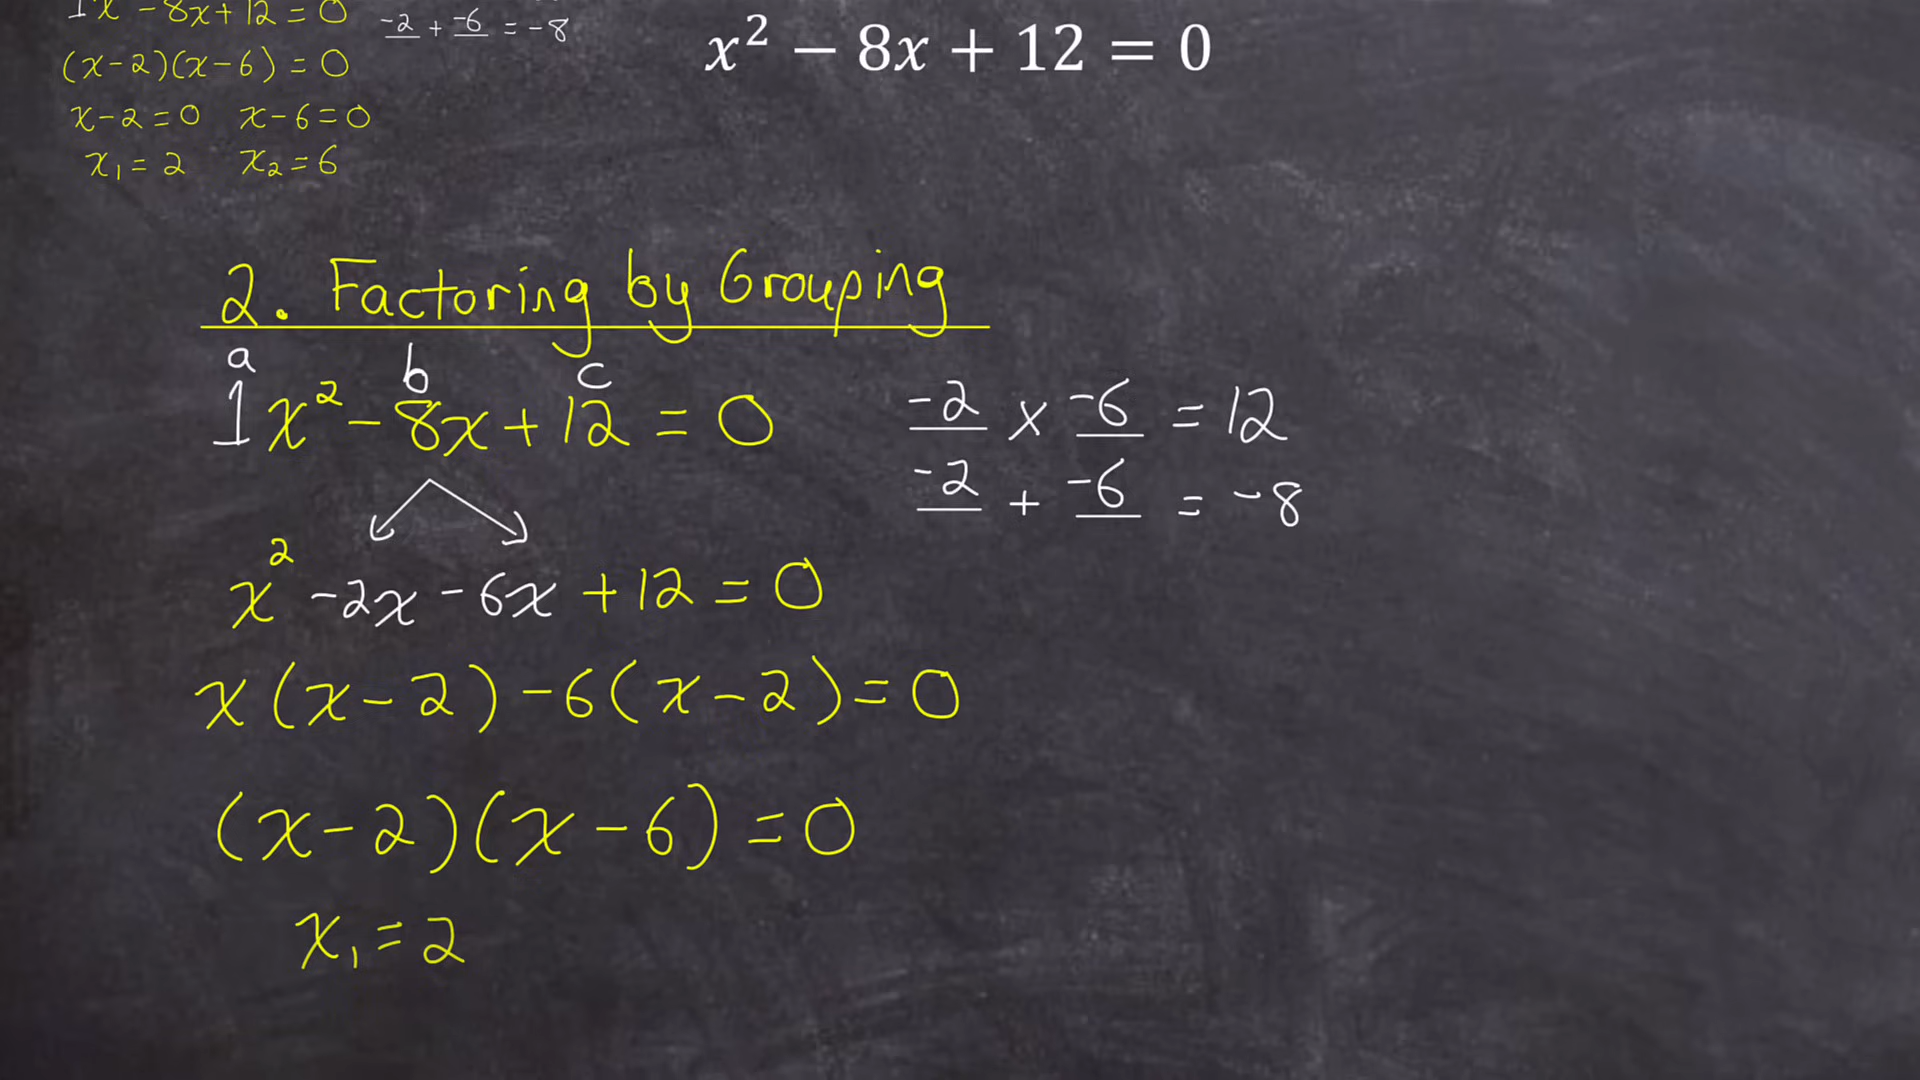 1x² - 8x + 12 = 0
-2 + -6 = -8
x² − 8x + 12 = 0
(x-2)(x-6) = 0
x-2=0 x-6=0
x₁=2 x₂=6
2. Factoring by Grouping
a b c
1x² - 8x + 12 = 0
-2 × -6 = 12
-2 + -6 = -8
x² -2x - 6x + 12 = 0
x(x-2) -6(x-2) = 0
(x-2)(x-6) = 0
x₁=2